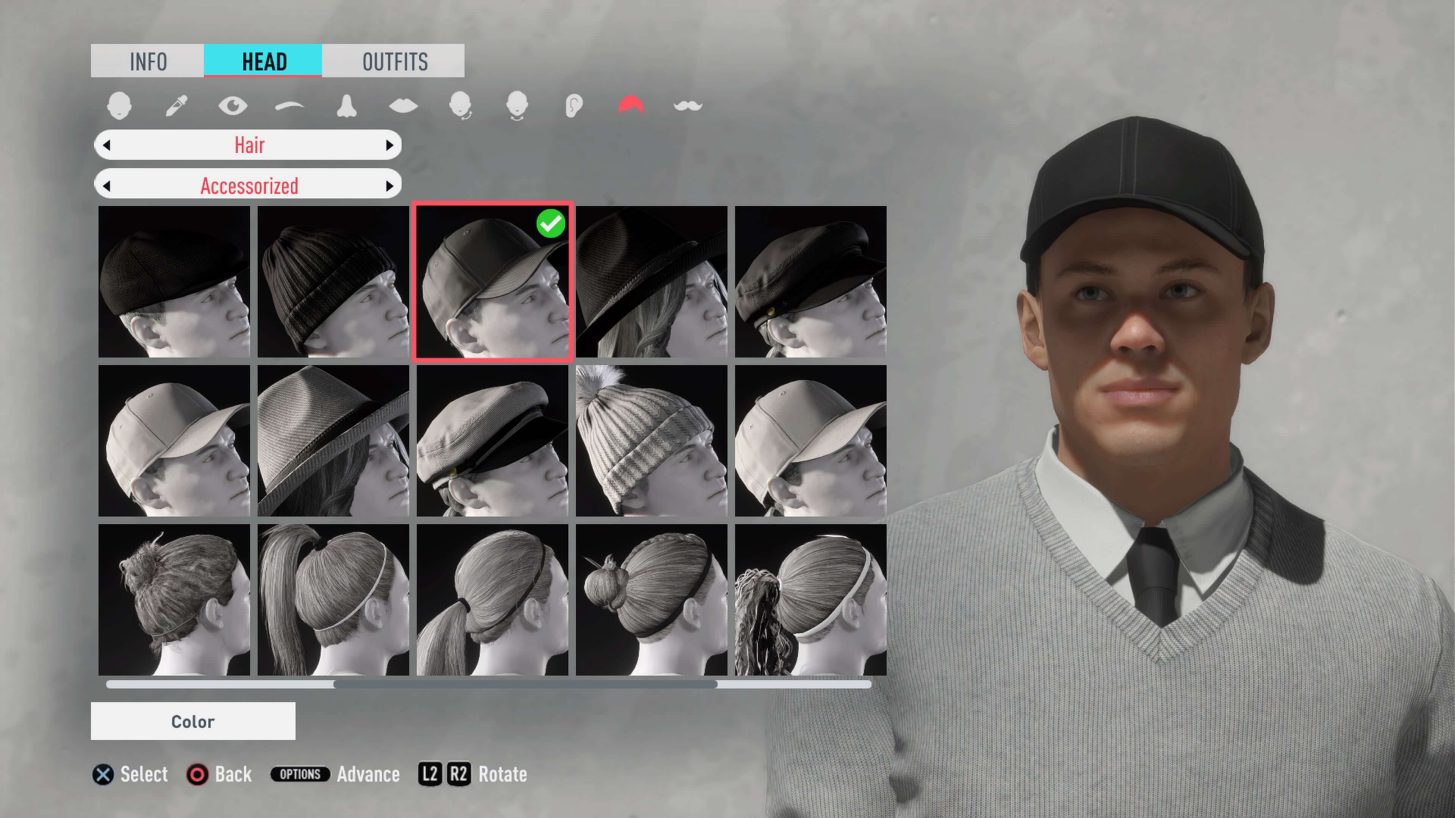 INFO HEAD OUTFITS
Hair
Accessorized
Color
Select Back OPTIONS Advance L2 R2 Rotate